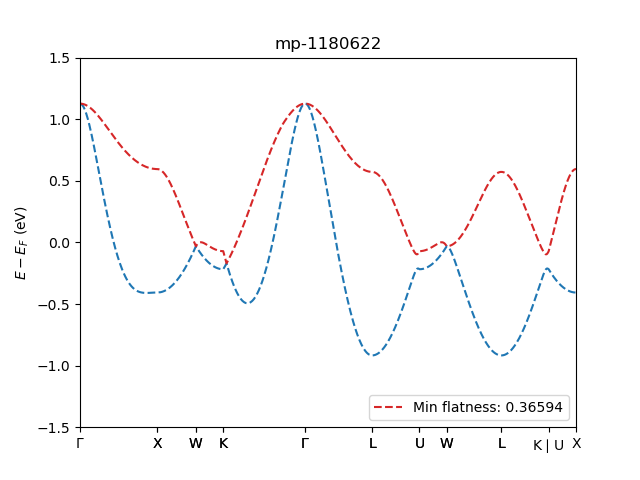 mp-1180622
E − E_F (eV)
1.5
1.0
0.5
0.0
−0.5
−1.0
−1.5
Min flatness: 0.36594
Γ X W K Γ L U W L K | U X